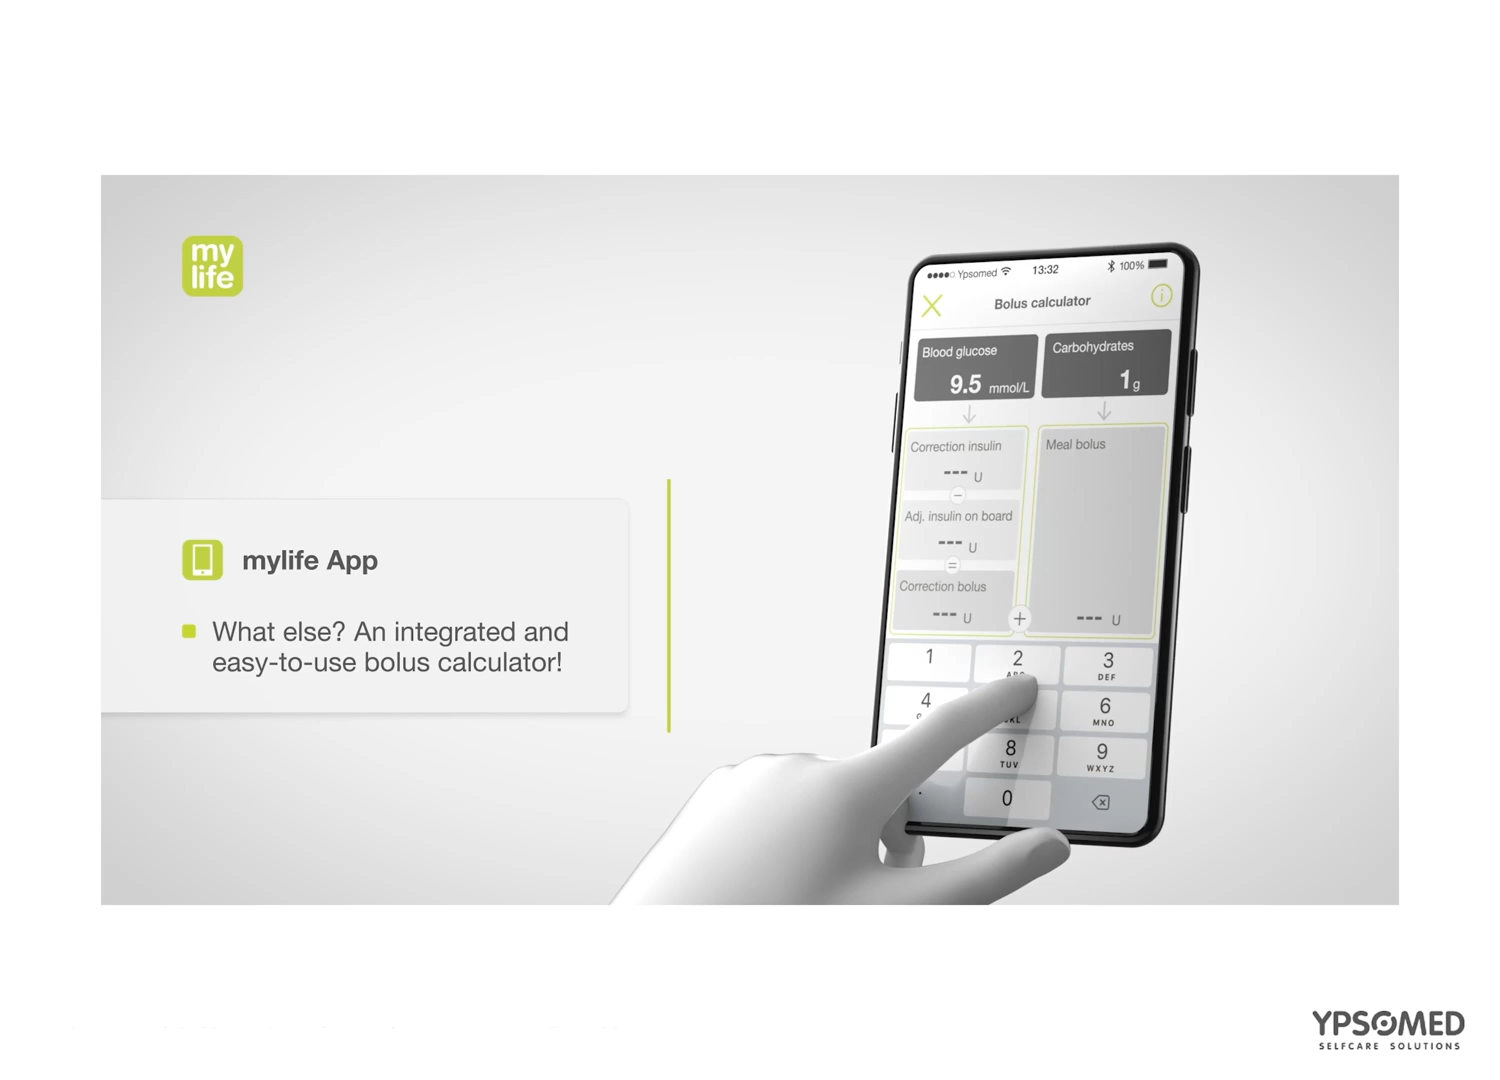 my
life
mylife App
What else? An integrated and
easy-to-use bolus calculator!
Ypsomed 13:32 100%
Bolus calculator
Blood glucose
9.5 mmol/L
Carbohydrates
1 g
Correction insulin
--- U
Adj. insulin on board
--- U
Correction bolus
--- U
Meal bolus
--- U
1
2
3
DEF
4
6
MNO
8
TUV
9
WXYZ
0
YPSOMED
SELFCARE SOLUTIONS